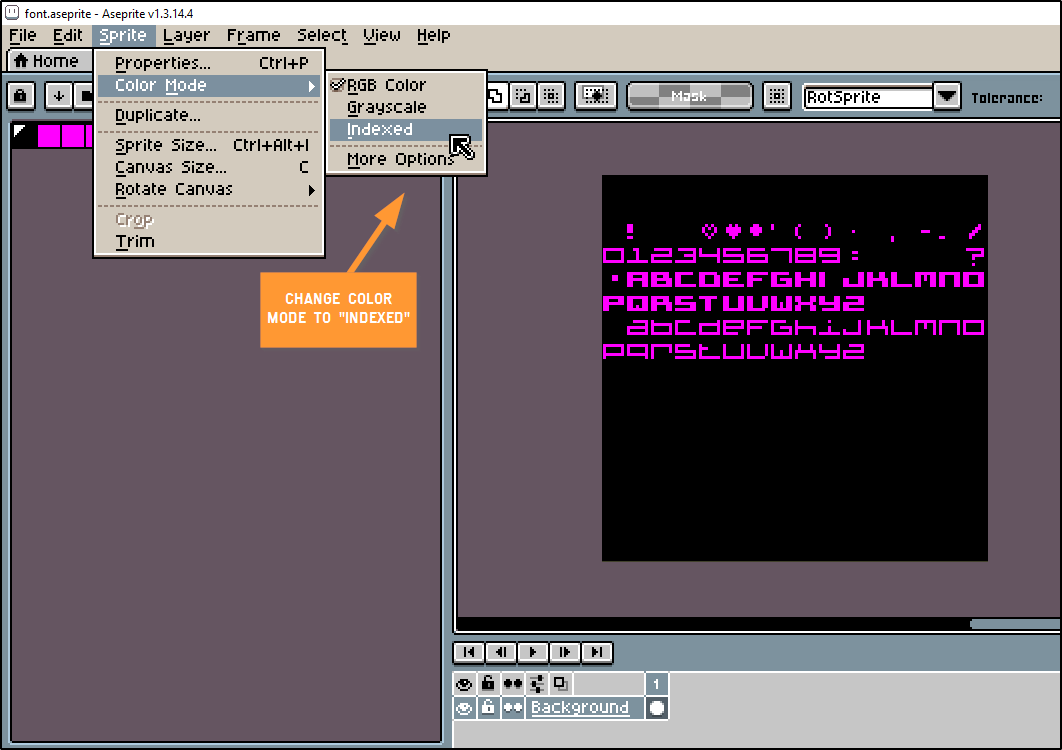 font.aseprite - Aseprite v1.3.14.4
File Edit Sprite Layer Frame Select View Help
Home
Properties... Ctrl+P
Color Mode
Duplicate...
Sprite Size... Ctrl+Alt+I
Canvas Size... C
Rotate Canvas
Crop
Trim
RGB Color
Grayscale
Indexed
More Options
Mask
RotSprite
Tolerance:
CHANGE COLOR
MODE TO "INDEXED"
! ♡♥♣'( ) · , -. /
0123456789: ?
·ABCDEFGHI JKLMNO
PQRSTUVWXYZ
abcdefghijklmno
pqrstuvwxyz
1
Background